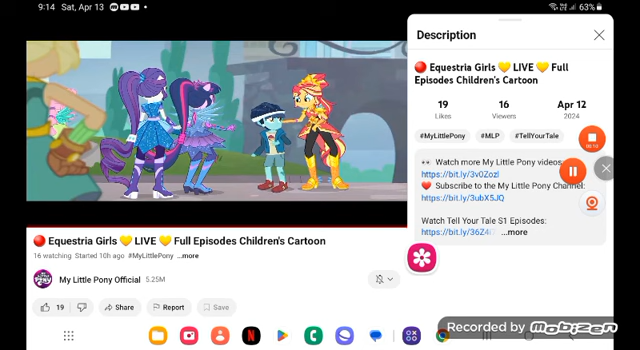 9:14 Sat, Apr 13
63%
Description
🔴 Equestria Girls 💛 LIVE 💛 Full
Episodes Children's Cartoon
19
16
Apr 12
Likes
Viewers
2024
#MyLittlePony
#MLP
#TellYourTale
👀 Watch more My Little Pony videos:
https://bit.ly/3v0Zozl
❤️ Subscribe to the My Little Pony Channel:
https://bit.ly/3ubX5JQ
Watch Tell Your Tale S1 Episodes:
https://bit.ly/36Z4i ...more
🔴 Equestria Girls 💛 LIVE 💛 Full Episodes Children's Cartoon
16 watching Started 10h ago #MyLittlePony ...more
My Little Pony Official 5.25M
19
Share
Report
Save
Recorded by Mobizen